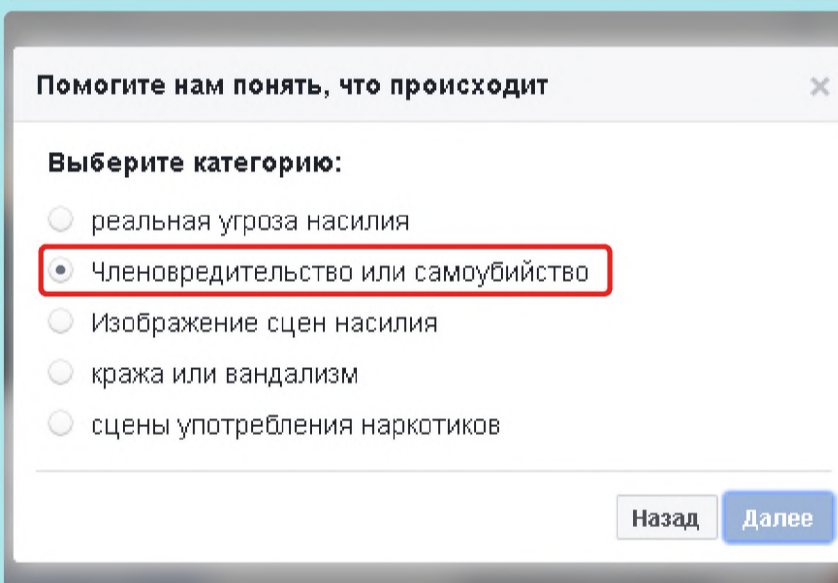 Помогите нам понять, что происходит
Выберите категорию:
реальная угроза насилия
Членовредительство или самоубийство
Изображение сцен насилия
кража или вандализм
сцены употребления наркотиков
Назад Далее